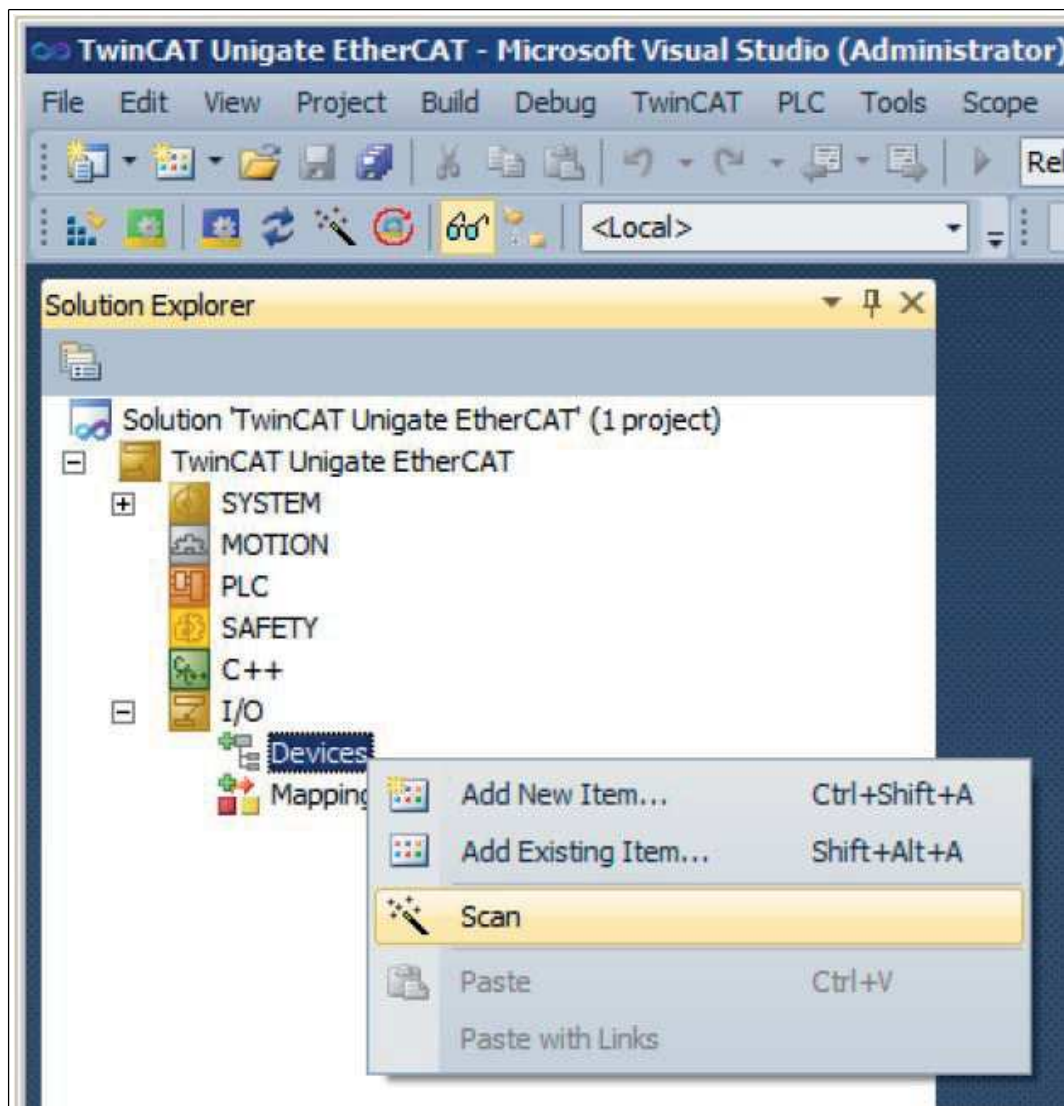 TwinCAT Unigate EtherCAT - Microsoft Visual Studio (Administrator)
File Edit View Project Build Debug TwinCAT PLC Tools Scope
<Local>
Solution Explorer
Solution 'TwinCAT Unigate EtherCAT' (1 project)
TwinCAT Unigate EtherCAT
SYSTEM
MOTION
PLC
SAFETY
C++
I/O
Devices
Mapping
Add New Item... Ctrl+Shift+A
Add Existing Item... Shift+Alt+A
Scan
Paste Ctrl+V
Paste with Links